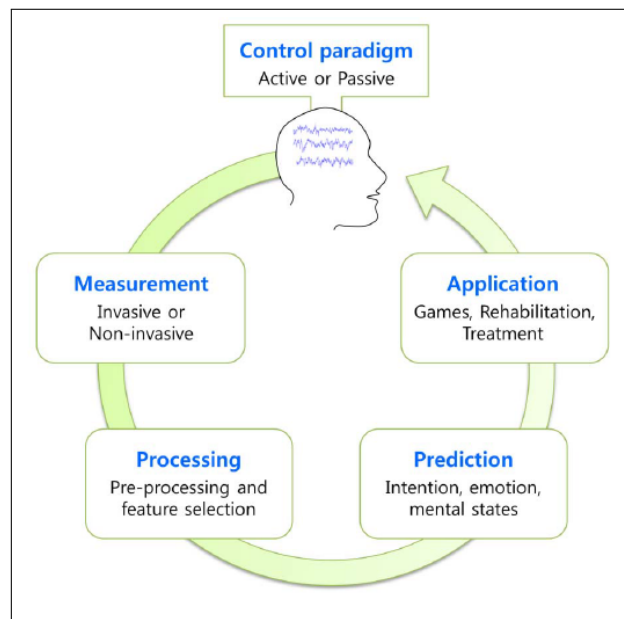 Control paradigm
Active or Passive
Measurement
Invasive or
Non-invasive
Processing
Pre-processing and
feature selection
Prediction
Intention, emotion,
mental states
Application
Games, Rehabilitation,
Treatment